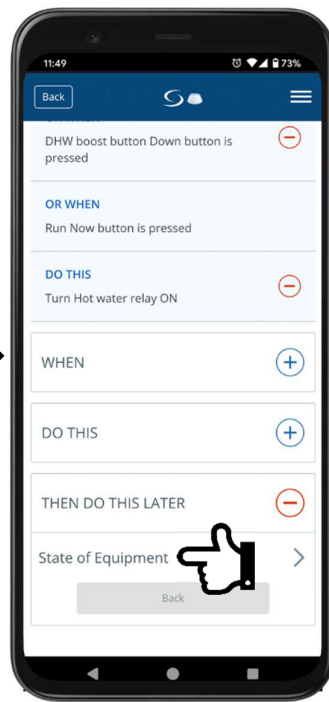 11:49 73%
Back
DHW boost button Down button is
pressed
OR WHEN
Run Now button is pressed
DO THIS
Turn Hot water relay ON
WHEN
DO THIS
THEN DO THIS LATER
State of Equipment
Back